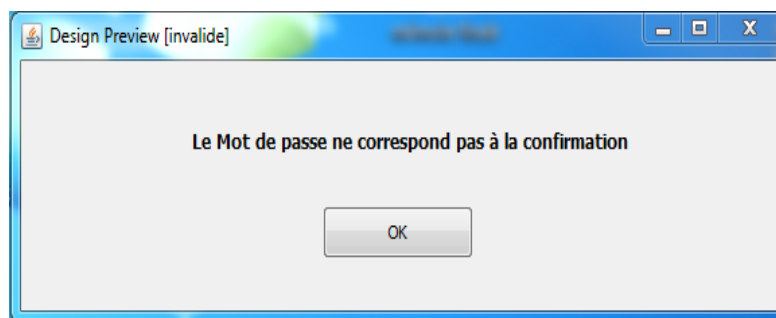 Design Preview [invalide]
Le Mot de passe ne correspond pas à la confirmation
OK